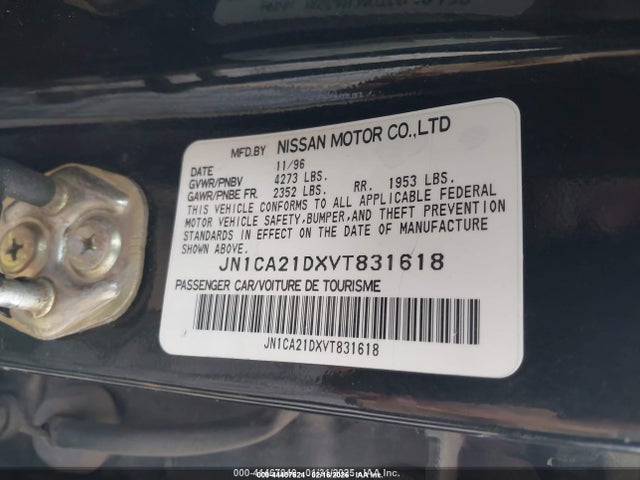 MFD.BY NISSAN MOTOR CO.,LTD
DATE 11/96
GVWR/PNBV 4273 LBS.
GAWR/PNBE FR. 2352 LBS. RR. 1953 LBS.
THIS VEHICLE CONFORMS TO ALL APPLICABLE FEDERAL
MOTOR VEHICLE SAFETY,BUMPER,AND THEFT PREVENTION
STANDARDS IN EFFECT ON THE DATE OF MANUFACTURE
SHOWN ABOVE.
JN1CA21DXVT831618
PASSENGER CAR/VOITURE DE TOURISME
JN1CA21DXVT831618